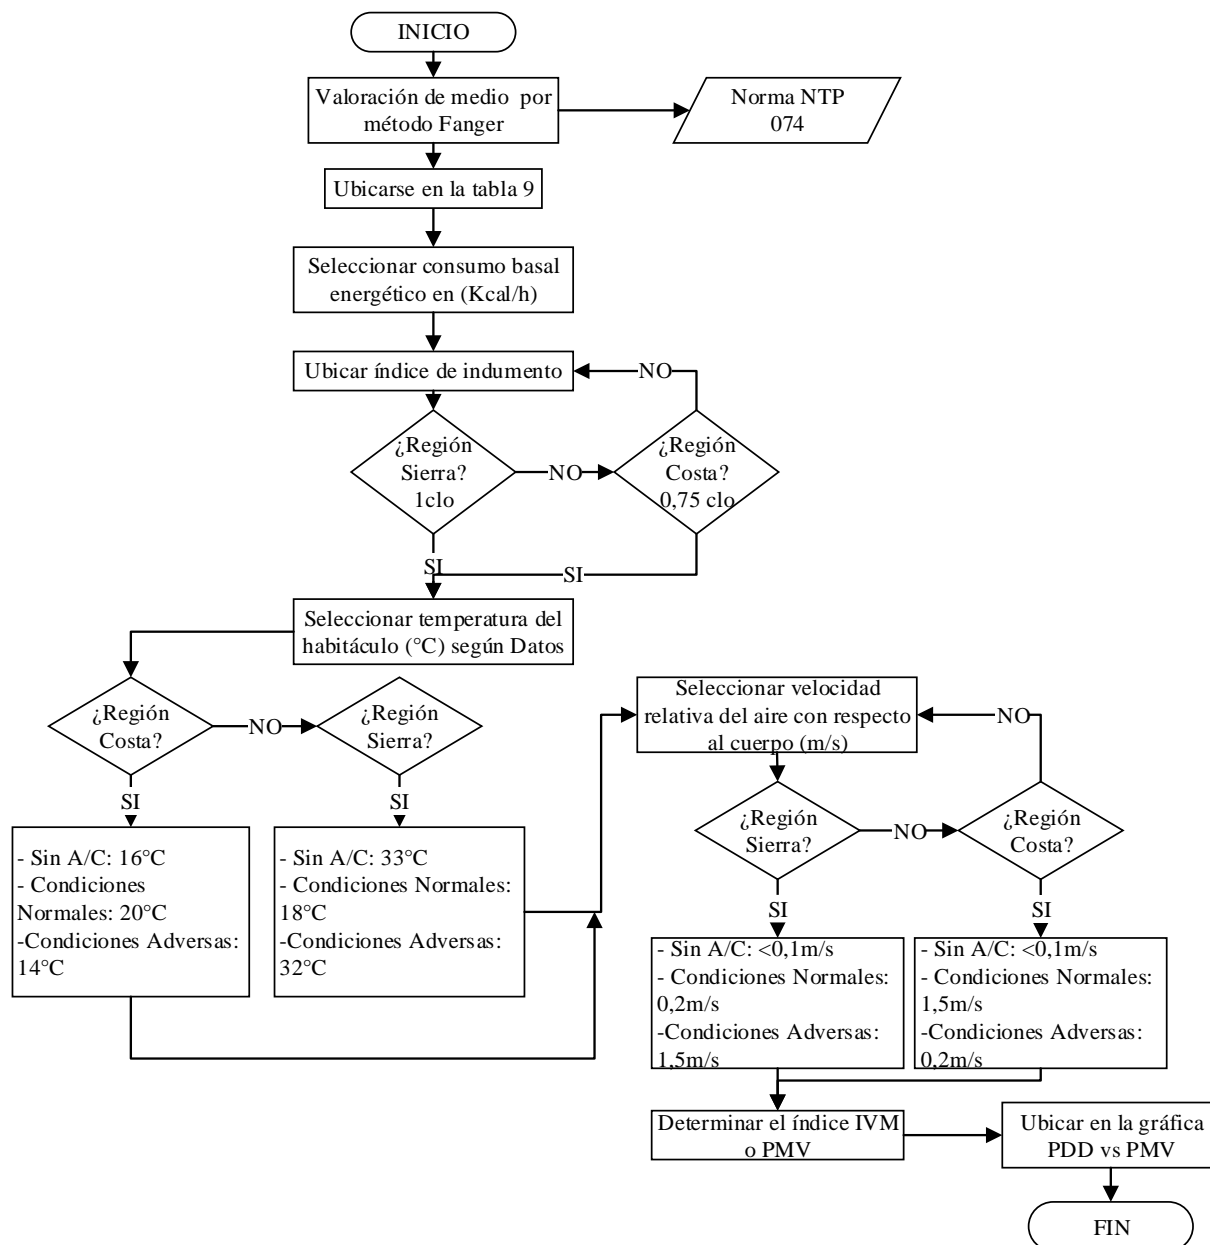 INICIO
Valoración de medio por
método Fanger
Norma NTP
074
Ubicarse en la tabla 9
Seleccionar consumo basal
energético en (Kcal/h)
Ubicar índice de indumento
NO
¿Región
Sierra?
1clo
NO
¿Región
Costa?
0,75 clo
SI
SI
Seleccionar temperatura del
habitáculo (°C) según Datos
¿Región
Costa?
NO
¿Región
Sierra?
SI
SI
- Sin A/C: 16°C
- Condiciones
Normales: 20°C
-Condiciones Adversas:
14°C
- Sin A/C: 33°C
- Condiciones Normales:
18°C
-Condiciones Adversas:
32°C
Seleccionar velocidad
relativa del aire con respecto
al cuerpo (m/s)
NO
¿Región
Sierra?
NO
¿Región
Costa?
SI
SI
- Sin A/C: <0,1m/s
- Condiciones Normales:
0,2m/s
-Condiciones Adversas:
1,5m/s
- Sin A/C: <0,1m/s
- Condiciones Normales:
1,5m/s
-Condiciones Adversas:
0,2m/s
Determinar el índice IVM
o PMV
Ubicar en la gráfica
PDD vs PMV
FIN